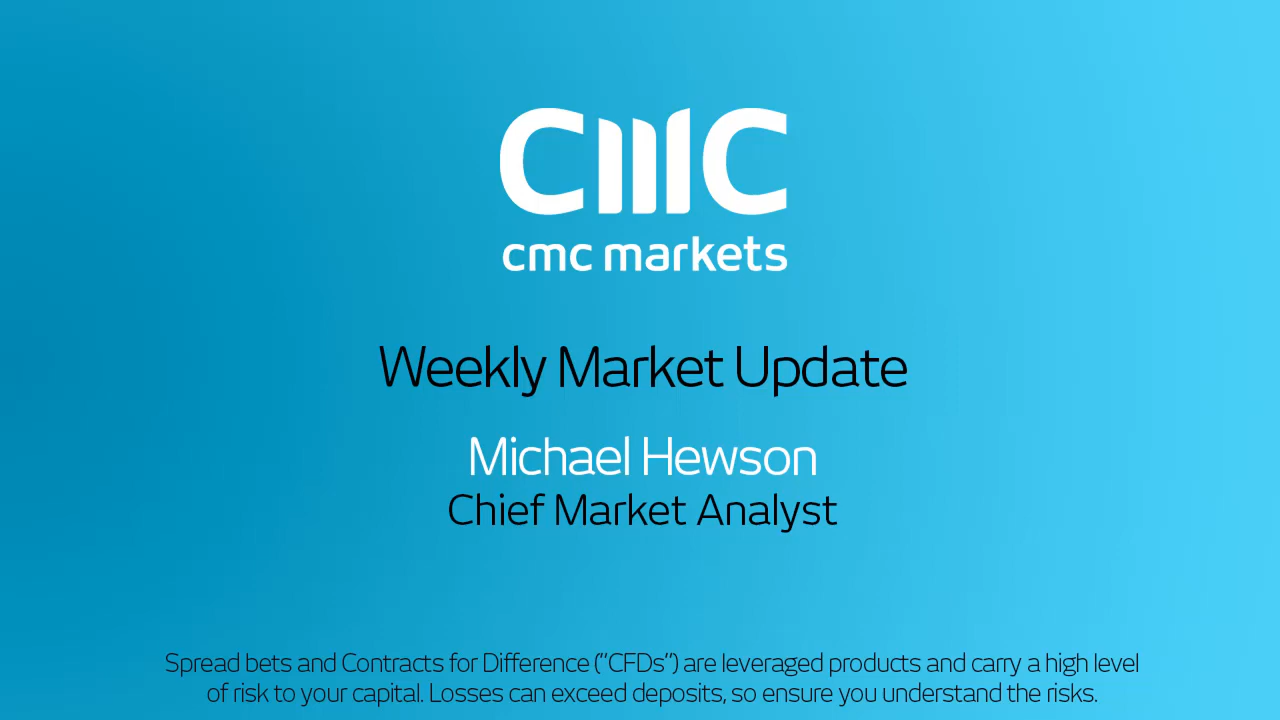 CMC
cmc markets
Weekly Market Update
Michael Hewson
Chief Market Analyst
Spread bets and Contracts for Difference (”CFDs”) are leveraged products and carry a high level
of risk to your capital. Losses can exceed deposits, so ensure you understand the risks.